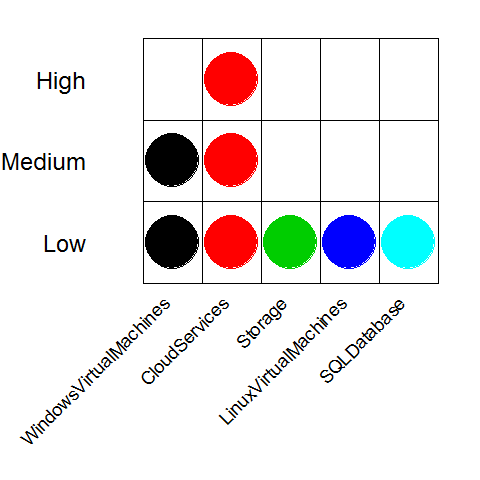 High
Medium
Low
WindowsVirtualMachines
CloudServices
Storage
LinuxVirtualMachines
SQLDatabase